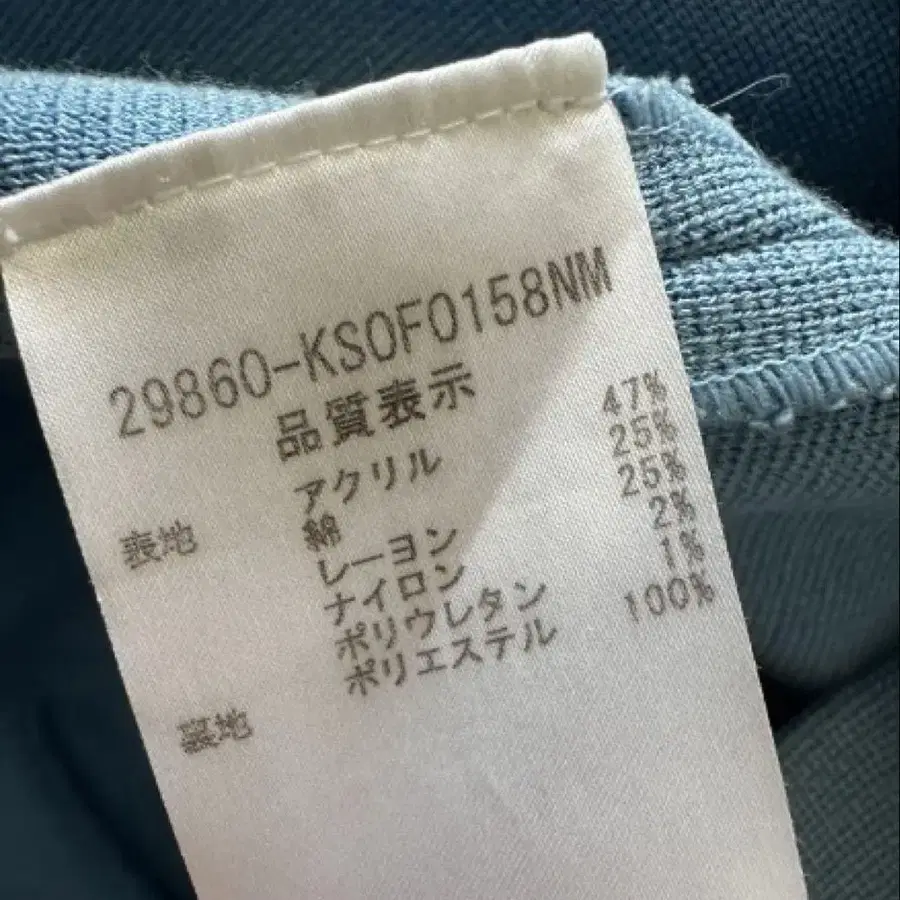 29860-KS0F0158NM
品質表示
表地 アクリル 47%
綿 25%
レーヨン 25%
ナイロン 2%
ポリウレタン 1%
裏地 ポリエステル 100%